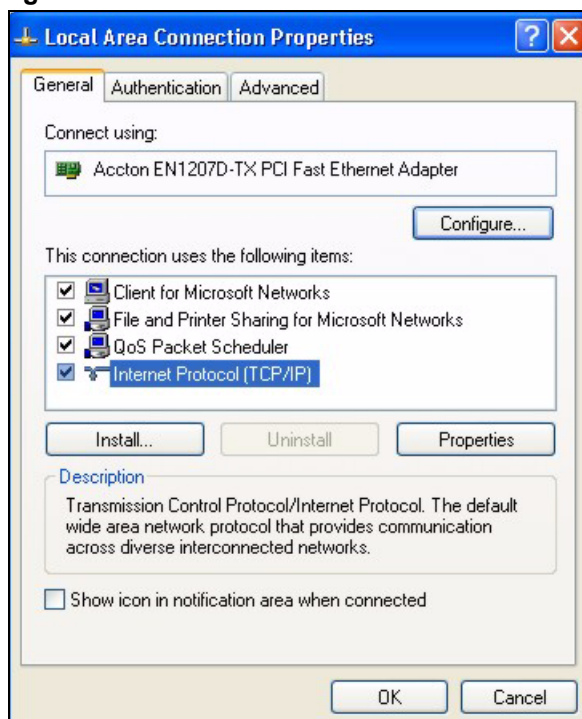 Local Area Connection Properties
?
General Authentication Advanced
Connect using:
Accton EN1207D-TX PCI Fast Ethernet Adapter
Configure...
This connection uses the following items:
Client for Microsoft Networks
File and Printer Sharing for Microsoft Networks
QoS Packet Scheduler
Internet Protocol (TCP/IP)
Install... Uninstall Properties
Description
Transmission Control Protocol/Internet Protocol. The default
wide area network protocol that provides communication
across diverse interconnected networks.
Show icon in notification area when connected
OK Cancel